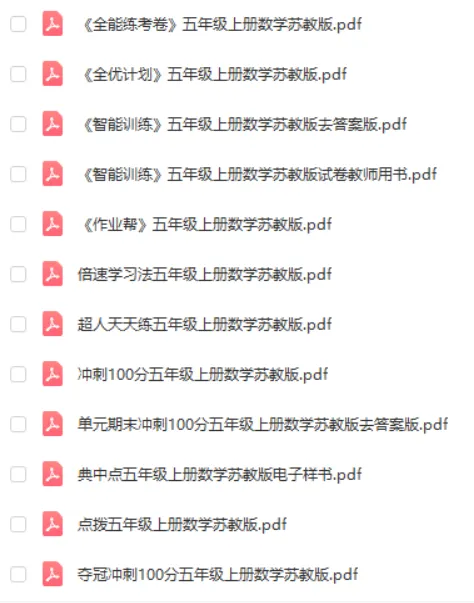 《全能练考卷》五年级上册数学苏教版.pdf
《全优计划》五年级上册数学苏教版.pdf
《智能训练》五年级上册数学苏教版去答案版.pdf
《智能训练》五年级上册数学苏教版试卷教师用书.pdf
《作业帮》五年级上册数学苏教版.pdf
倍速学习法五年级上册数学苏教版.pdf
超人天天练五年级上册数学苏教版.pdf
冲刺100分五年级上册数学苏教版.pdf
单元期末冲刺100分五年级上册数学苏教版去答案版.pdf
典中点五年级上册数学苏教版电子样书.pdf
点拨五年级上册数学苏教版.pdf
夺冠冲刺100分五年级上册数学苏教版.pdf